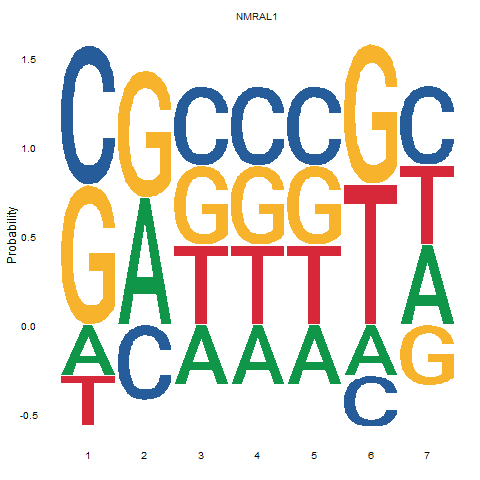 NMRAL1
1.5
1.0
0.5
0.0
-0.5
Probability
C G A T
G A C
C G T A
C G T A
C G T A
G T A C
C T A G
1 2 3 4 5 6 7